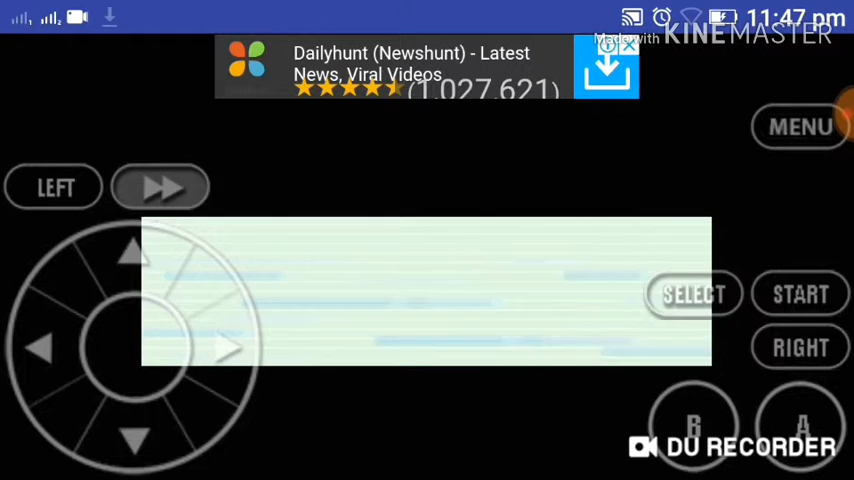 11:47 pm
Made with KINEMASTER
Dailyhunt (Newshunt) - Latest
News, Viral Videos
(1,027,621)
MENU
LEFT
SELECT
START
RIGHT
B
A
DU RECORDER